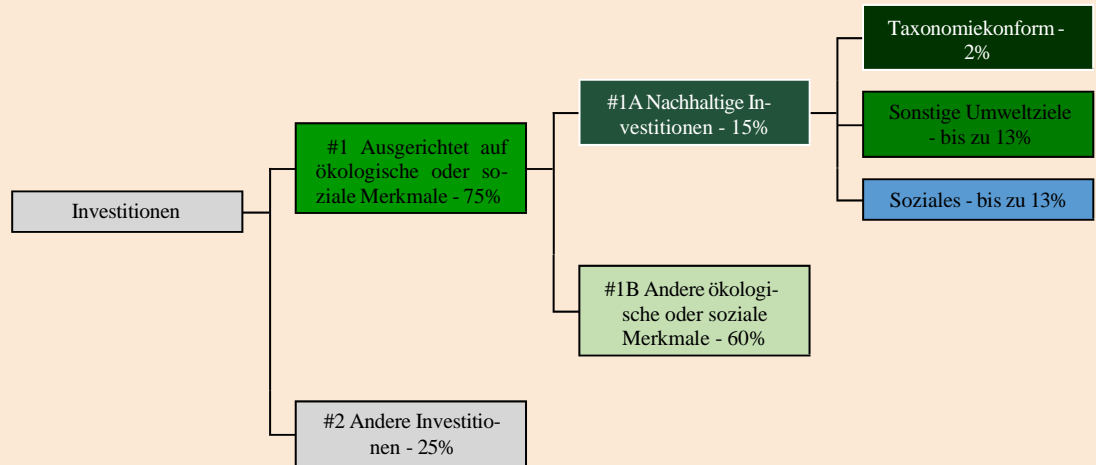 Taxonomiekonform -
2%
#1A Nachhaltige In-
vestitionen - 15%
Sonstige Umweltziele
- bis zu 13%
#1 Ausgerichtet auf
ökologische oder so-
ziale Merkmale - 75%
Soziales - bis zu 13%
Investitionen
#1B Andere ökologi-
sche oder soziale
Merkmale - 60%
#2 Andere Investitio-
nen - 25%